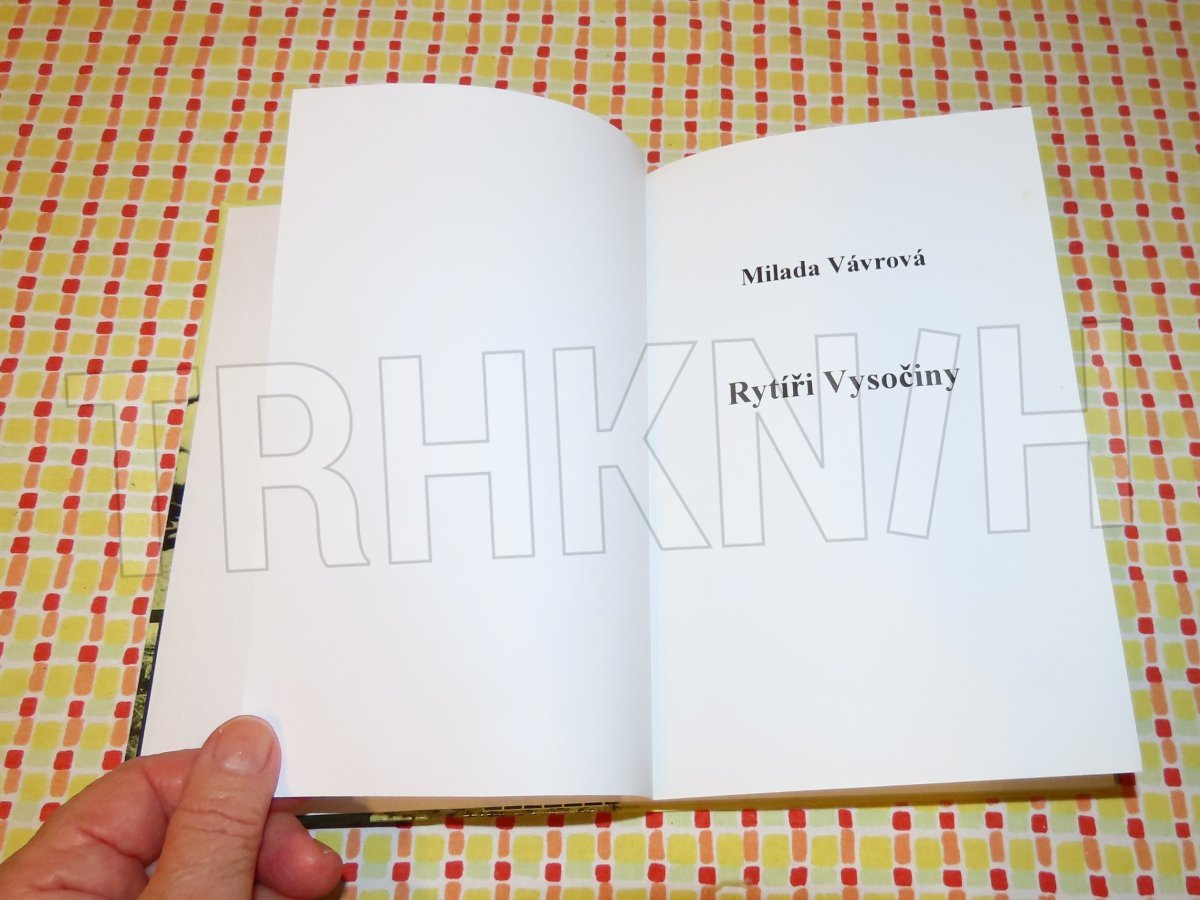 Milada Vávrová
Rytíři Vysočiny
TRHKNIH